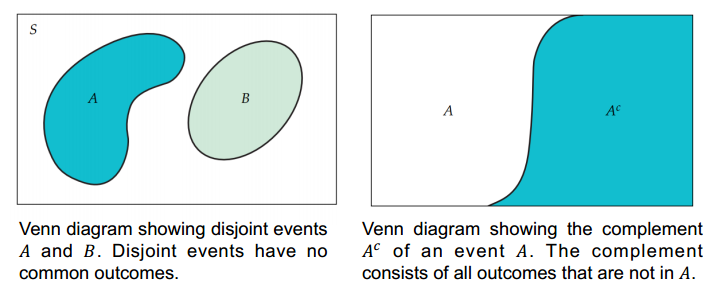 S
A
B
A
Aᶜ
Venn diagram showing disjoint events
A and B. Disjoint events have no
common outcomes.
Venn diagram showing the complement
Aᶜ of an event A. The complement
consists of all outcomes that are not in A.